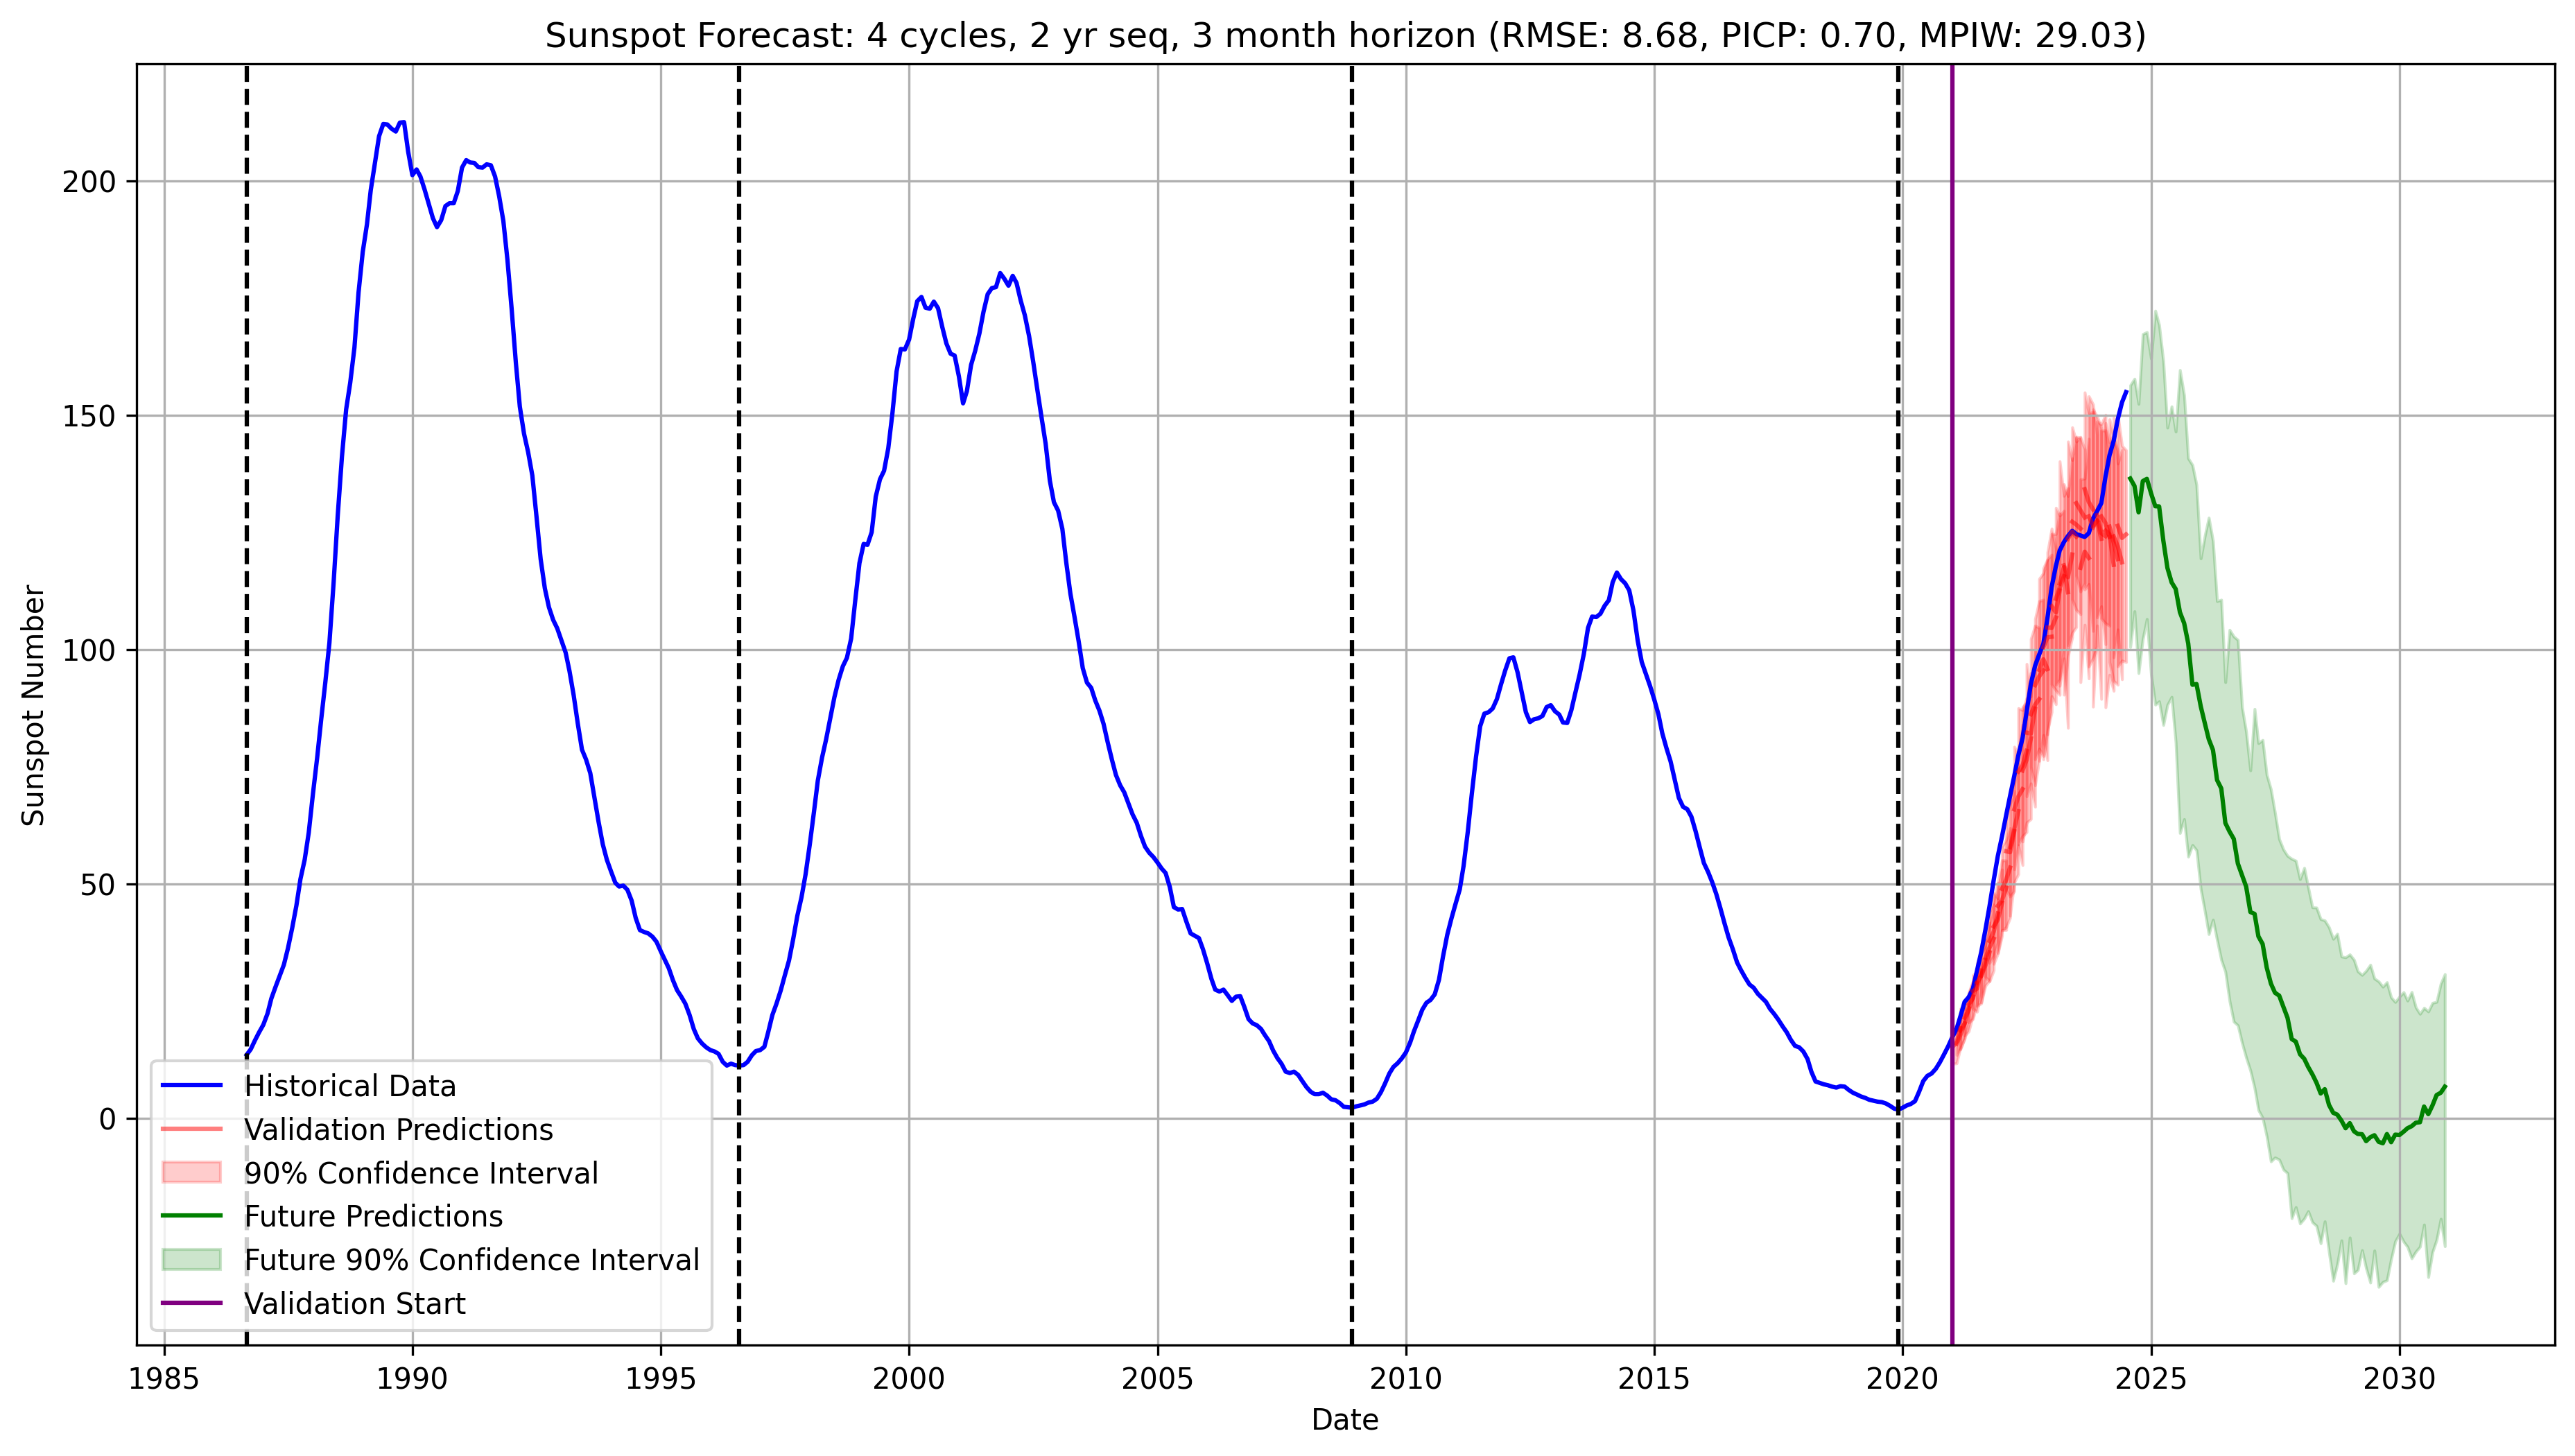 Sunspot Forecast: 4 cycles, 2 yr seq, 3 month horizon (RMSE: 8.68, PICP: 0.70, MPIW: 29.03)
Sunspot Number
200
150
100
50
0
Historical Data
Validation Predictions
90% Confidence Interval
Future Predictions
Future 90% Confidence Interval
Validation Start
1985 1990 1995 2000 2005 2010 2015 2020 2025 2030
Date